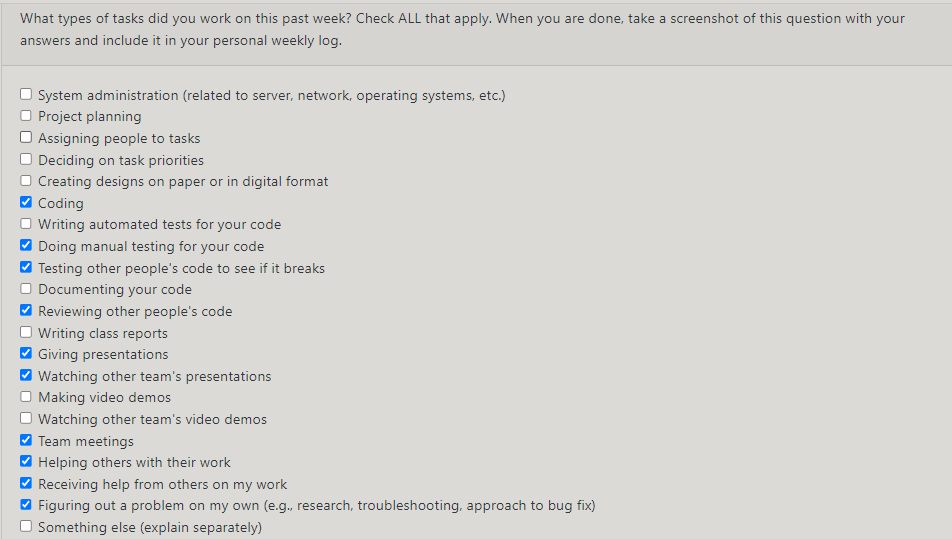 What types of tasks did you work on this past week? Check ALL that apply. When you are done, take a screenshot of this question with your
answers and include it in your personal weekly log.
System administration (related to server, network, operating systems, etc.)
Project planning
Assigning people to tasks
Deciding on task priorities
Creating designs on paper or in digital format
Coding
Writing automated tests for your code
Doing manual testing for your code
Testing other people's code to see if it breaks
Documenting your code
Reviewing other people's code
Writing class reports
Giving presentations
Watching other team's presentations
Making video demos
Watching other team's video demos
Team meetings
Helping others with their work
Receiving help from others on my work
Figuring out a problem on my own (e.g., research, troubleshooting, approach to bug fix)
Something else (explain separately)